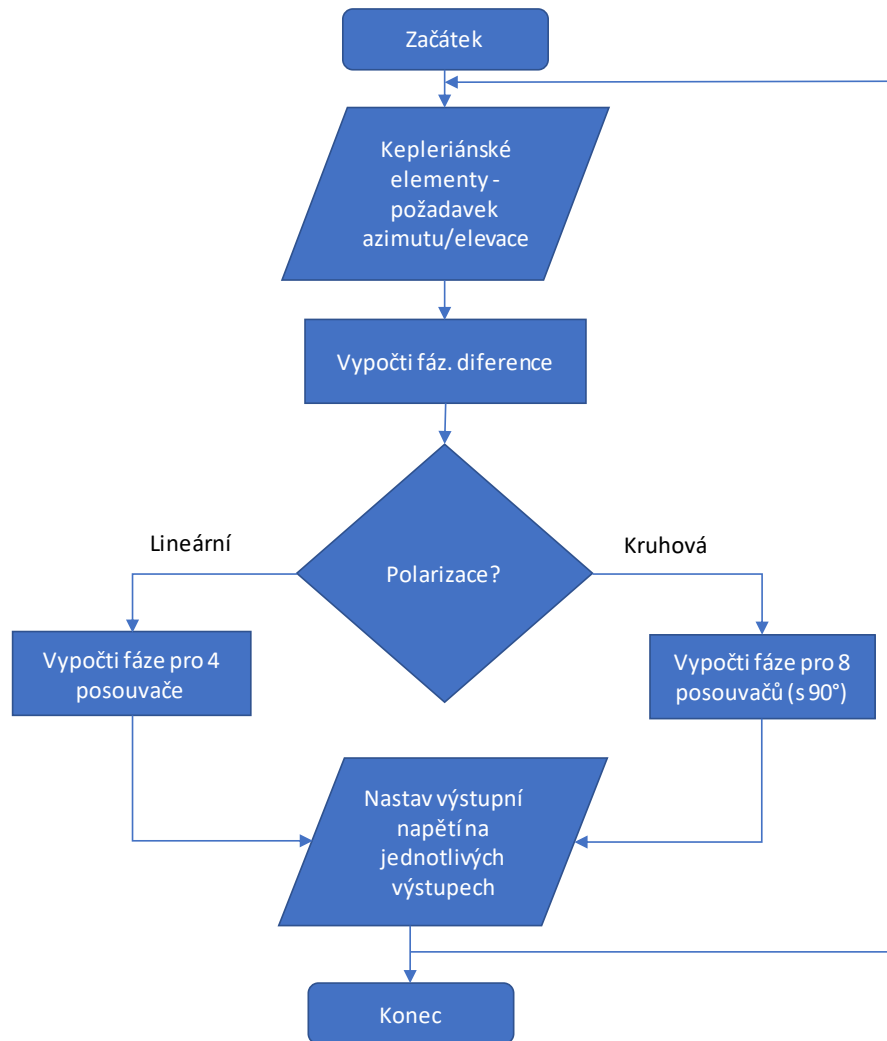 Začátek
Kepleriánské
elementy -
požadavek
azimutu/elevace
Vypočti fáz. diference
Lineární
Kruhová
Polarizace?
Vypočti fáze pro 4
posouvače
Vypočti fáze pro 8
posouvačů (s 90°)
Nastav výstupní
napětí na
jednotlivých
výstupech
Konec